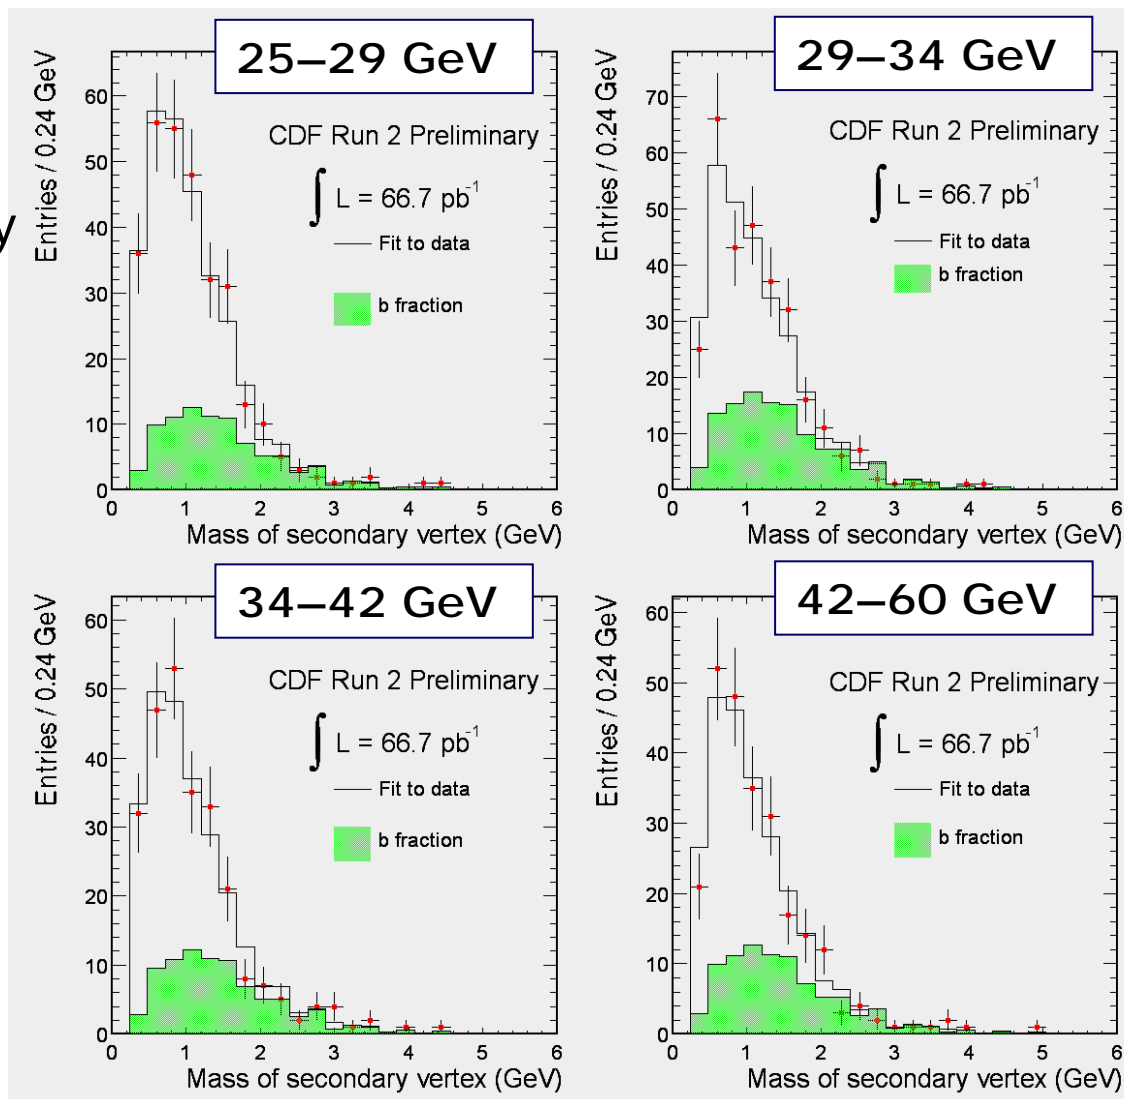 y
25–29 GeV
Entries / 0.24 GeV
60
50
40
30
20
10
0
CDF Run 2 Preliminary
∫ L = 66.7 pb-1
Fit to data
b fraction
0 1 2 3 4 5 6
Mass of secondary vertex (GeV)
29–34 GeV
Entries / 0.24 GeV
70
60
50
40
30
20
10
0
CDF Run 2 Preliminary
∫ L = 66.7 pb-1
Fit to data
b fraction
0 1 2 3 4 5 6
Mass of secondary vertex (GeV)
34–42 GeV
Entries / 0.24 GeV
60
50
40
30
20
10
0
CDF Run 2 Preliminary
∫ L = 66.7 pb-1
Fit to data
b fraction
0 1 2 3 4 5 6
Mass of secondary vertex (GeV)
42–60 GeV
Entries / 0.24 GeV
60
50
40
30
20
10
0
CDF Run 2 Preliminary
∫ L = 66.7 pb-1
Fit to data
b fraction
0 1 2 3 4 5 6
Mass of secondary vertex (GeV)